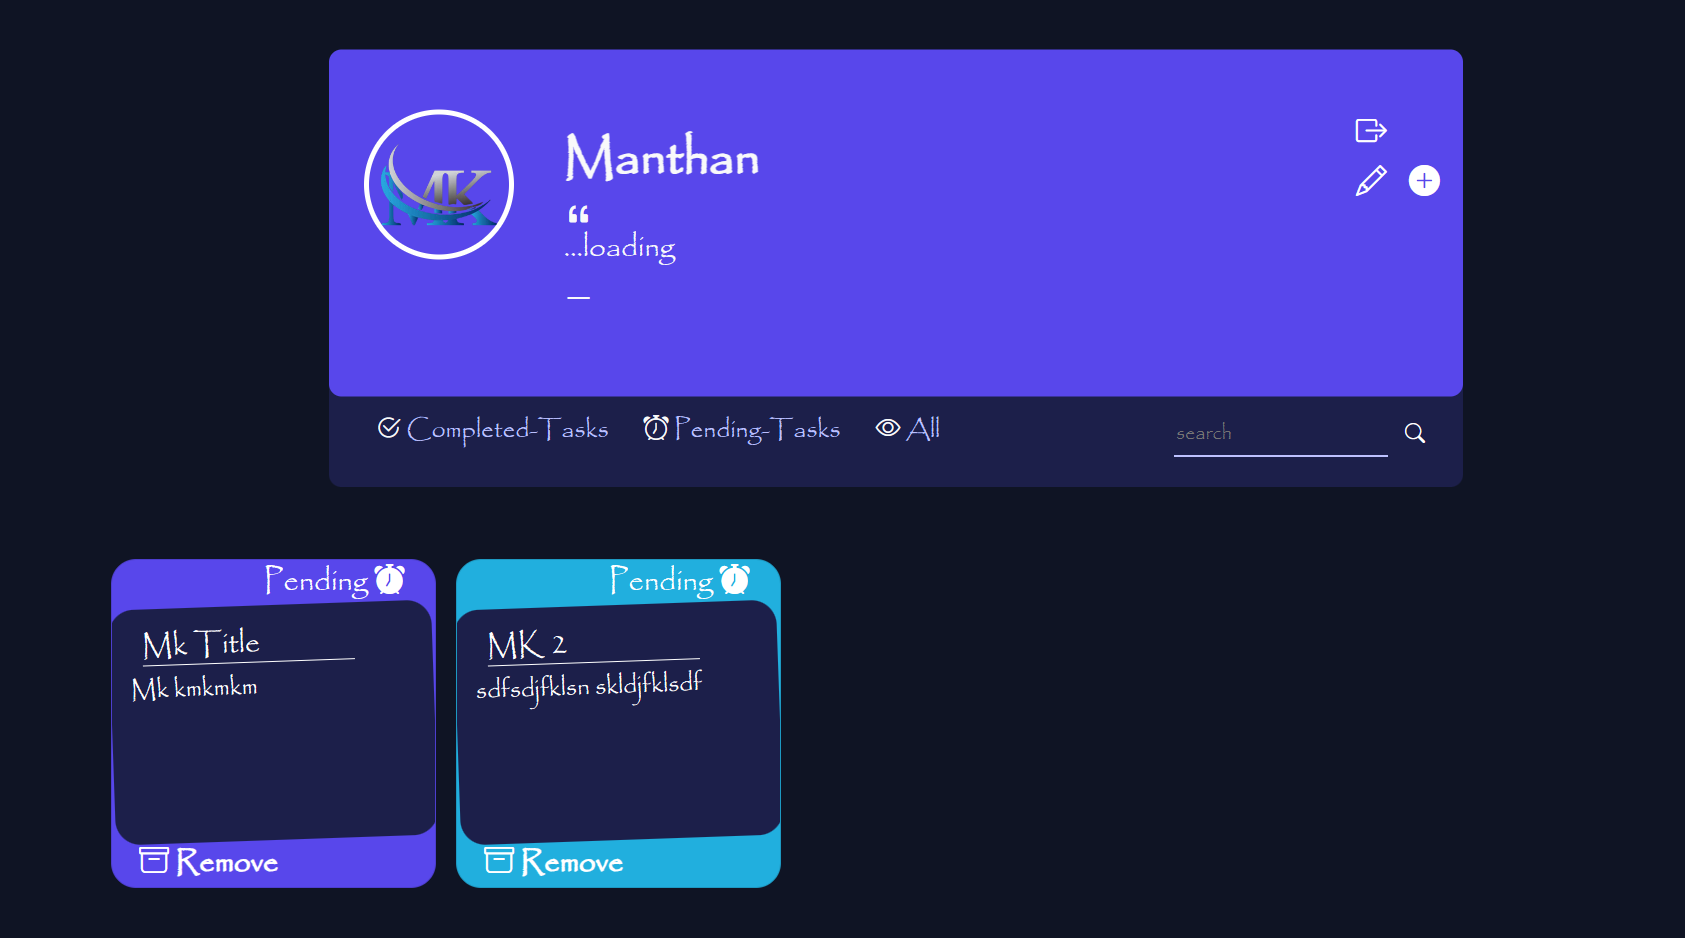 MK
MK
Manthan
“
...loading
—
Completed-Tasks Pending-Tasks All search
Pending
Mk Title
Mk kmkmkm
Remove
Pending
MK 2
sdfsdjfklsn skldjfklsdf
Remove